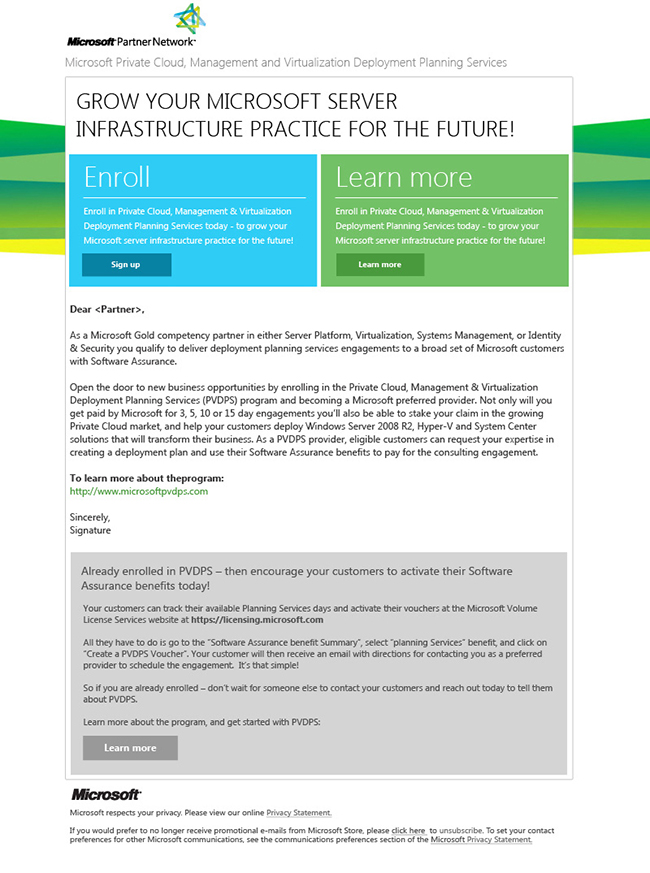 Microsoft Partner Network
Microsoft Private Cloud, Management and Virtualization Deployment Planning Services
GROW YOUR MICROSOFT SERVER
INFRASTRUCTURE PRACTICE FOR THE FUTURE!
Enroll
Enroll in Private Cloud, Management & Virtualization
Deployment Planning Services today - to grow your
Microsoft server infrastructure practice for the future!
Sign up
Learn more
Enroll in Private Cloud, Management & Virtualization
Deployment Planning Services today - to grow your
Microsoft server infrastructure practice for the future!
Learn more
Dear <Partner>,
As a Microsoft Gold competency partner in either Server Platform, Virtualization, Systems Management, or Identity
& Security you qualify to deliver deployment planning services engagements to a broad set of Microsoft customers
with Software Assurance.
Open the door to new business opportunities by enrolling in the Private Cloud, Management & Virtualization
Deployment Planning Services (PVDPS) program and becoming a Microsoft preferred provider. Not only will you
get paid by Microsoft for 3, 5, 10 or 15 day engagements you'll also be able to stake your claim in the growing
Private Cloud market, and help your customers deploy Windows Server 2008 R2, Hyper-V and System Center
solutions that will transform their business. As a PVDPS provider, eligible customers can request your expertise in
creating a deployment plan and use their Software Assurance benefits to pay for the consulting engagement.
To learn more about theprogram:
http://www.microsoftpvdps.com
Sincerely,
Signature
Already enrolled in PVDPS – then encourage your customers to activate their Software
Assurance benefits today!
Your customers can track their available Planning Services days and activate their vouchers at the Microsoft Volume
License Services website at https://licensing.microsoft.com
All they have to do is go to the "Software Assurance benefit Summary", select "planning Services" benefit, and click on
"Create a PVDPS Voucher". Your customer will then receive an email with directions for contacting you as a preferred
provider to schedule the engagement. It's that simple!
So if you are already enrolled – don't wait for someone else to contact your customers and reach out today to tell them
about PVDPS.
Learn more about the program, and get started with PVDPS:
Learn more
Microsoft
Microsoft respects your privacy. Please view our online Privacy Statement.
If you would prefer to no longer receive promotional e-mails from Microsoft Store, please click here to unsubscribe. To set your contact
preferences for other Microsoft communications, see the communications preferences section of the Microsoft Privacy Statement.